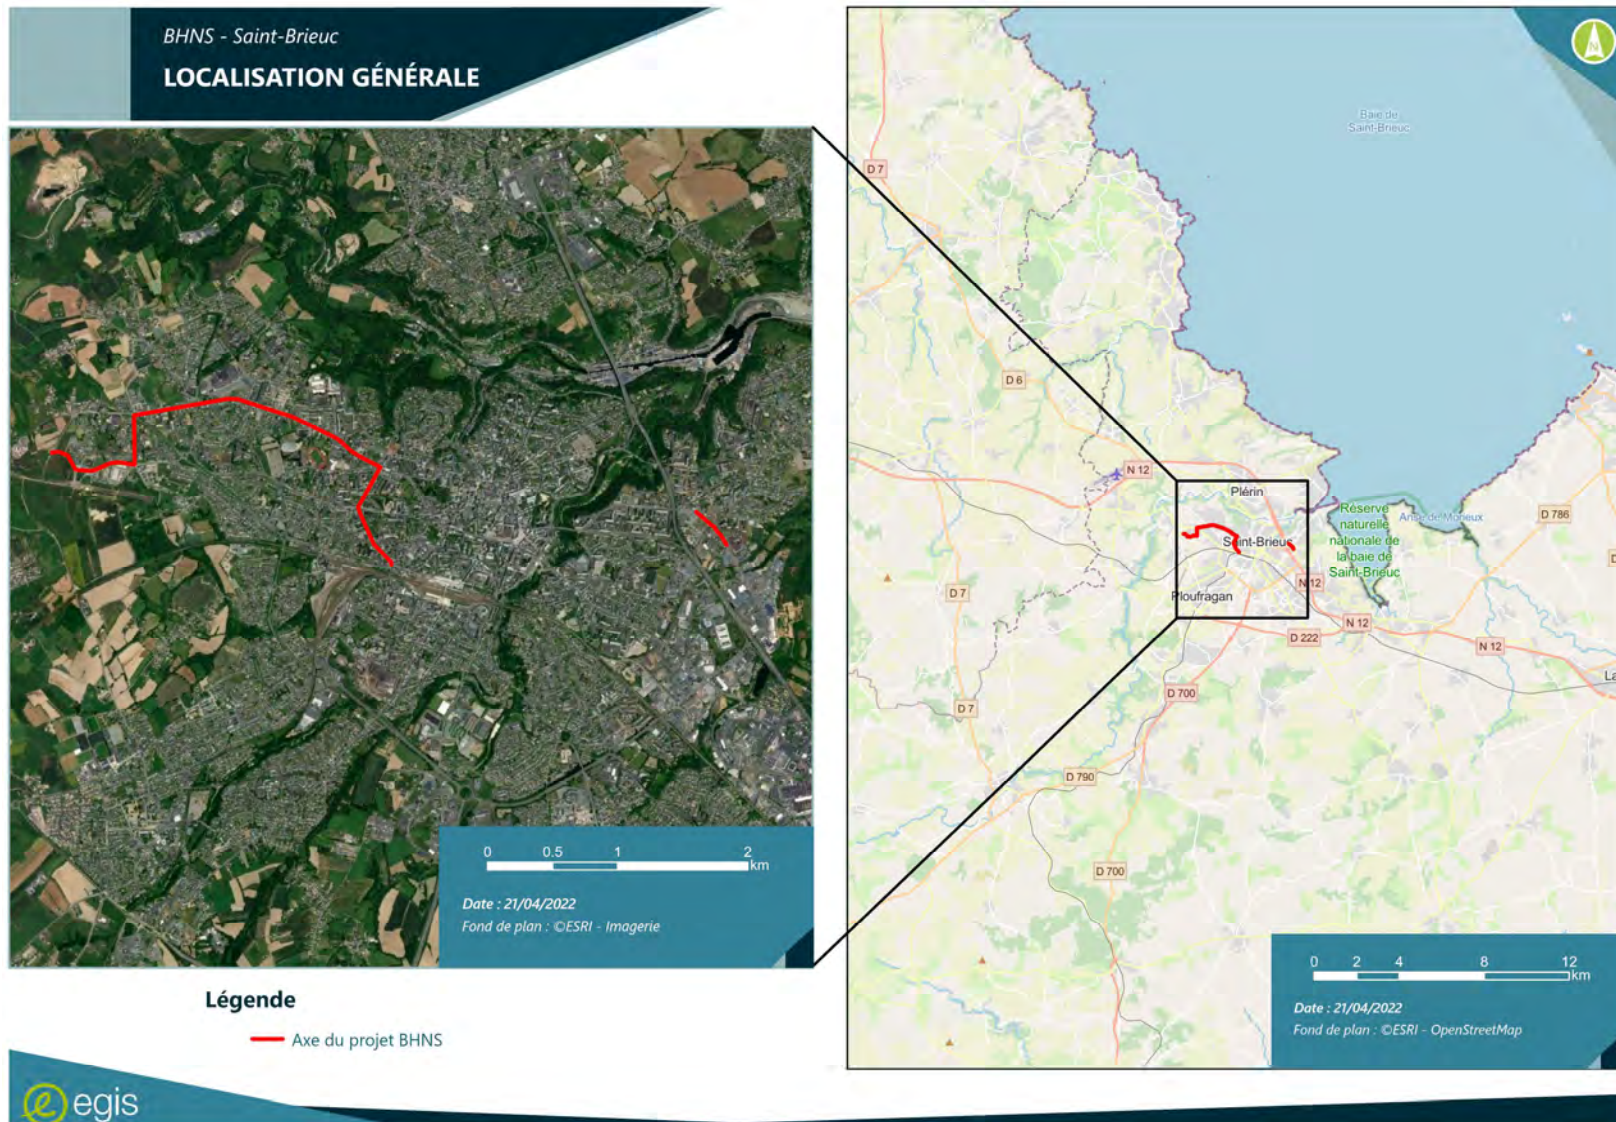 BHNS - Saint-Brieuc
LOCALISATION GÉNÉRALE
N
Baie de
Saint-Brieuc
D 7
D 6
N 12
Plérin
Réserve
naturelle
nationale de
la baie de
Saint-Brieuc
Anse de Morieux
D 786
Saint-Brieuc
D 7
Ploufragan
N 12
N 12
D 222
N 12
La
D 700
D 7
D 790
D 700
0 0.5 1 2
km
Date : 21/04/2022
Fond de plan : ©ESRI - Imagerie
0 2 4 8 12
km
Date : 21/04/2022
Fond de plan : ©ESRI - OpenStreetMap
Légende
Axe du projet BHNS
egis